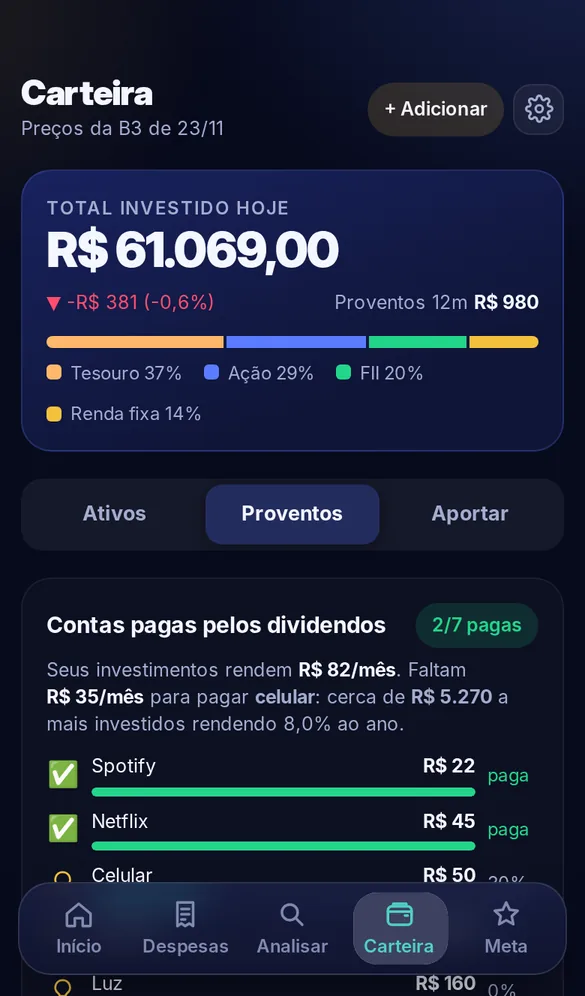 Carteira
Preços da B3 de 23/11
+ Adicionar
TOTAL INVESTIDO HOJE
R$ 61.069,00
▼ -R$ 381 (-0,6%)
Proventos 12m R$ 980
Tesouro 37%
Ação 29%
FII 20%
Renda fixa 14%
Ativos
Proventos
Aportar
Contas pagas pelos dividendos
2/7 pagas
Seus investimentos rendem R$ 82/mês. Faltam
R$ 35/mês para pagar celular: cerca de R$ 5.270 a
mais investidos rendendo 8,0% ao ano.
Spotify
R$ 22
paga
Netflix
R$ 45
paga
Celular
R$ 50
Início
Despesas
Analisar
Carteira
Meta
Luz
R$ 160
0%